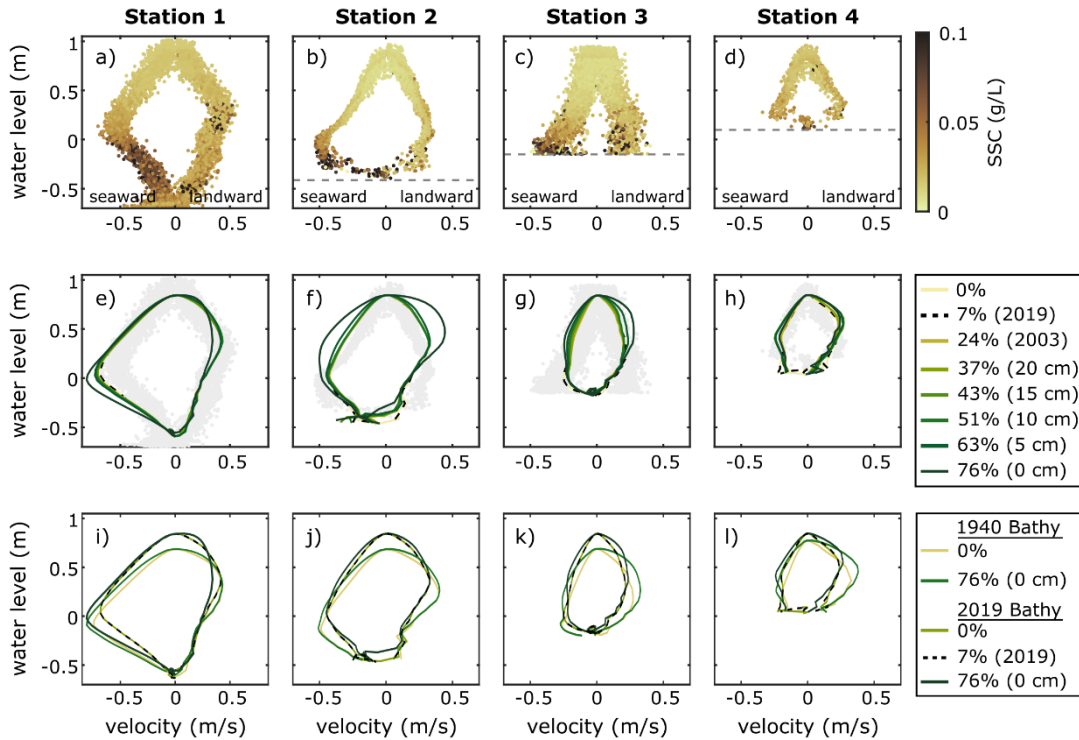 Station 1 Station 2 Station 3 Station 4
water level (m)
1
0.5
0
-0.5
a) b) c) d)
seaward landward seaward landward seaward landward seaward landward
-0.5 0 0.5 -0.5 0 0.5 -0.5 0 0.5 -0.5 0 0.5
0.1
0.05
0
SSC (g/L)
water level (m)
1
0.5
0
-0.5
e) f) g) h)
-0.5 0 0.5 -0.5 0 0.5 -0.5 0 0.5 -0.5 0 0.5
0%
7% (2019)
24% (2003)
37% (20 cm)
43% (15 cm)
51% (10 cm)
63% (5 cm)
76% (0 cm)
water level (m)
1
0.5
0
-0.5
i) j) k) l)
-0.5 0 0.5 -0.5 0 0.5 -0.5 0 0.5 -0.5 0 0.5
velocity (m/s) velocity (m/s) velocity (m/s) velocity (m/s)
1940 Bathy
0%
76% (0 cm)
2019 Bathy
0%
7% (2019)
76% (0 cm)